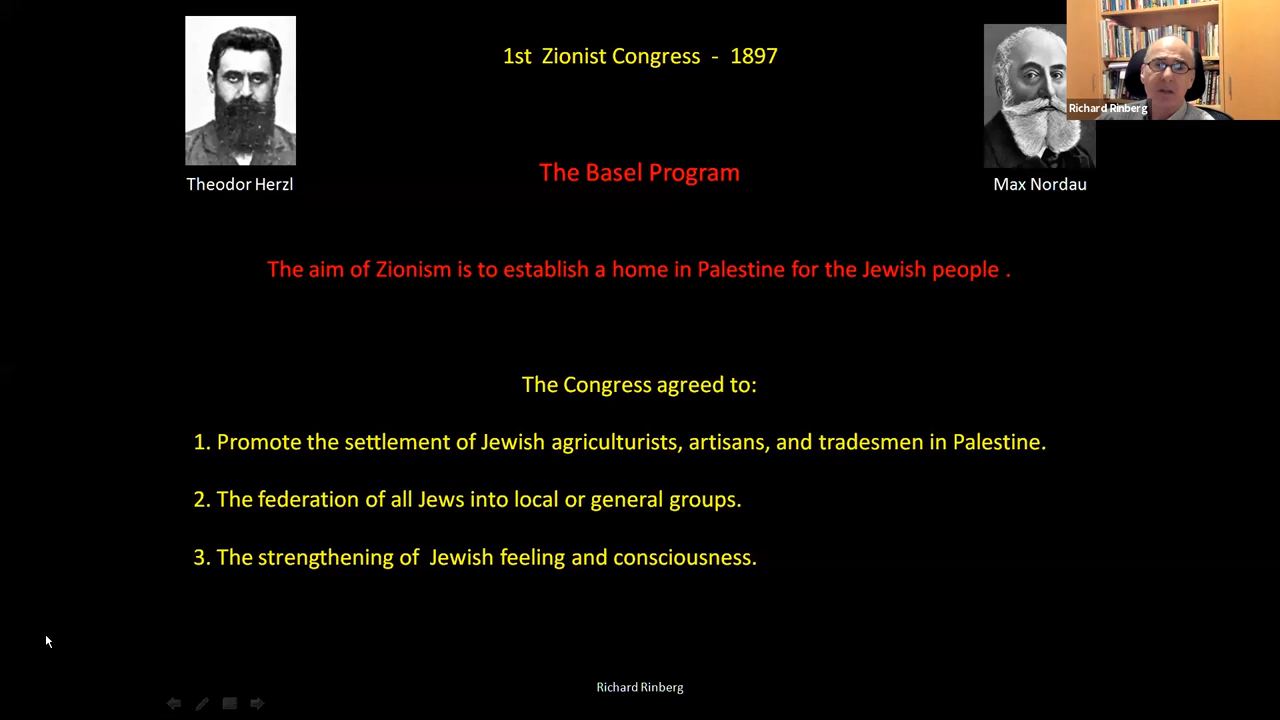 1st  Zionist Congress  -  1897
Richard Rinberg
The Basel Program
Theodor Herzl
Max Nordau
The aim of Zionism is to establish a home in Palestine for the Jewish people .
The Congress agreed to:
1. Promote the settlement of Jewish agriculturists, artisans, and tradesmen in Palestine.
2. The federation of all Jews into local or general groups.
3. The strengthening of  Jewish feeling and consciousness.
Richard Rinberg